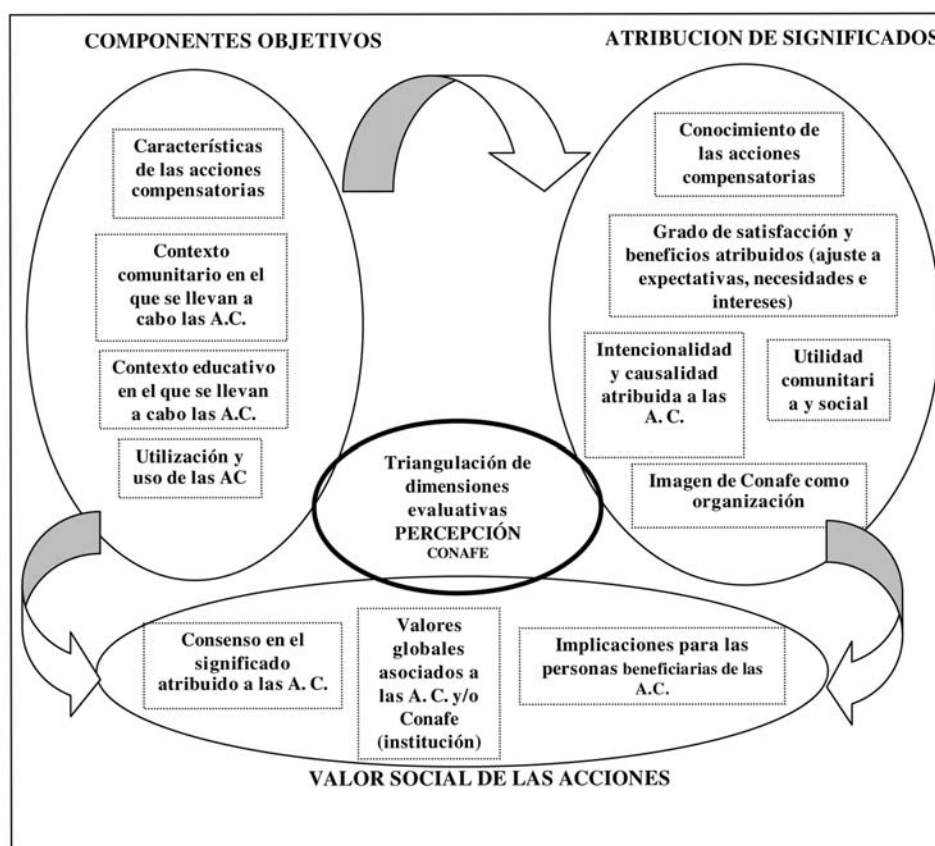 COMPONENTES OBJETIVOS
ATRIBUCION DE SIGNIFICADOS
Características
de las acciones
compensatorias
Contexto
comunitario en el
que se llevan a
cabo las A.C.
Contexto educativo
en el que se llevan
a cabo las A.C.
Utilización y
uso de las AC
Conocimiento de
las acciones
compensatorias
Grado de satisfacción y
beneficios atribuidos (ajuste a
expectativas, necesidades e
intereses)
Intencionalidad
y causalidad
atribuida a las
A. C.
Utilidad
comunitari
a y social
Imagen de Conafe como
organización
Triangulación de
dimensiones
evaluativas
PERCEPCIÓN
CONAFE
Consenso en el
significado
atribuido a las A. C.
Valores
globales
asociados a
las A. C. y/o
Conafe
(institución)
Implicaciones para las
personas beneficiarias de las
A.C.
VALOR SOCIAL DE LAS ACCIONES